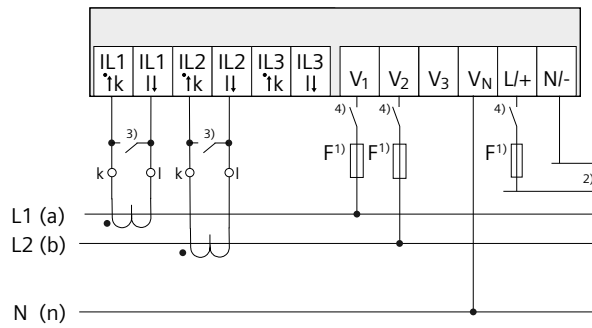 IL1 IL1 IL2 IL2 IL3 IL3
↑k l↓ ↑k l↓ ↑k l↓ V₁ V₂ V₃ V_N L/+ N/-
4) 4) 4)
3) 3)
F¹⁾ F¹⁾ F¹⁾
k l k l 2)
L1 (a)
L2 (b)
N (n)